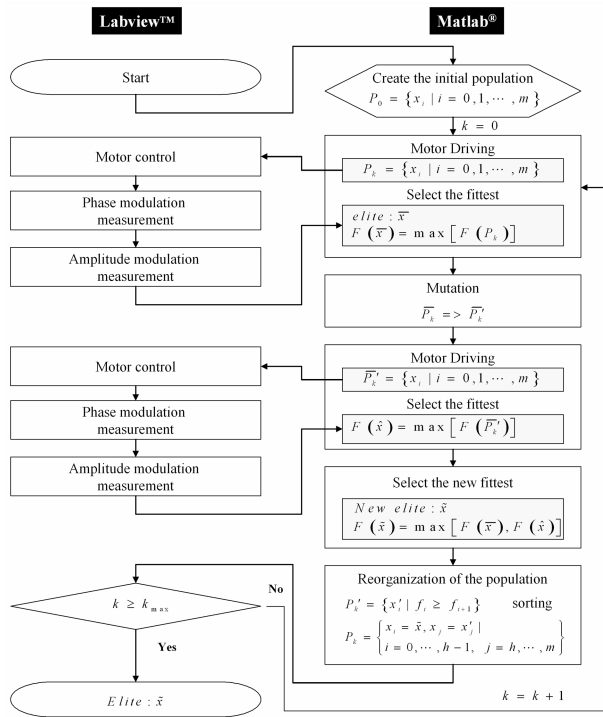 Labview™
Matlab®
Start
Create the initial population
P₀ = {xᵢ | i = 0,1,⋯, m}
k = 0
Motor Driving
Pₖ = {xᵢ | i = 0,1,⋯, m}
Select the fittest
elite : x̅
F (x̅) = max [F (Pₖ)]
Motor control
Phase modulation
measurement
Amplitude modulation
measurement
Mutation
P̅ₖ => P̅ₖ′
Motor Driving
P̅ₖ′ = {xᵢ | i = 0,1,⋯, m}
Select the fittest
F (x̂) = max [F (P̅ₖ′)]
Motor control
Phase modulation
measurement
Amplitude modulation
measurement
Select the new fittest
New elite : x̃
F (x̃) = max [F (x̅), F (x̂)]
Reorganization of the population
Pₖ′ = {x′ᵢ | fᵢ ≥ fᵢ₊₁} sorting
Pₖ = {xᵢ = x̃, xⱼ = x′ⱼ |
i = 0,⋯, h−1, j = h,⋯, m}
k ≥ kₘₐₓ
No
Yes
Elite : x̃
k = k + 1